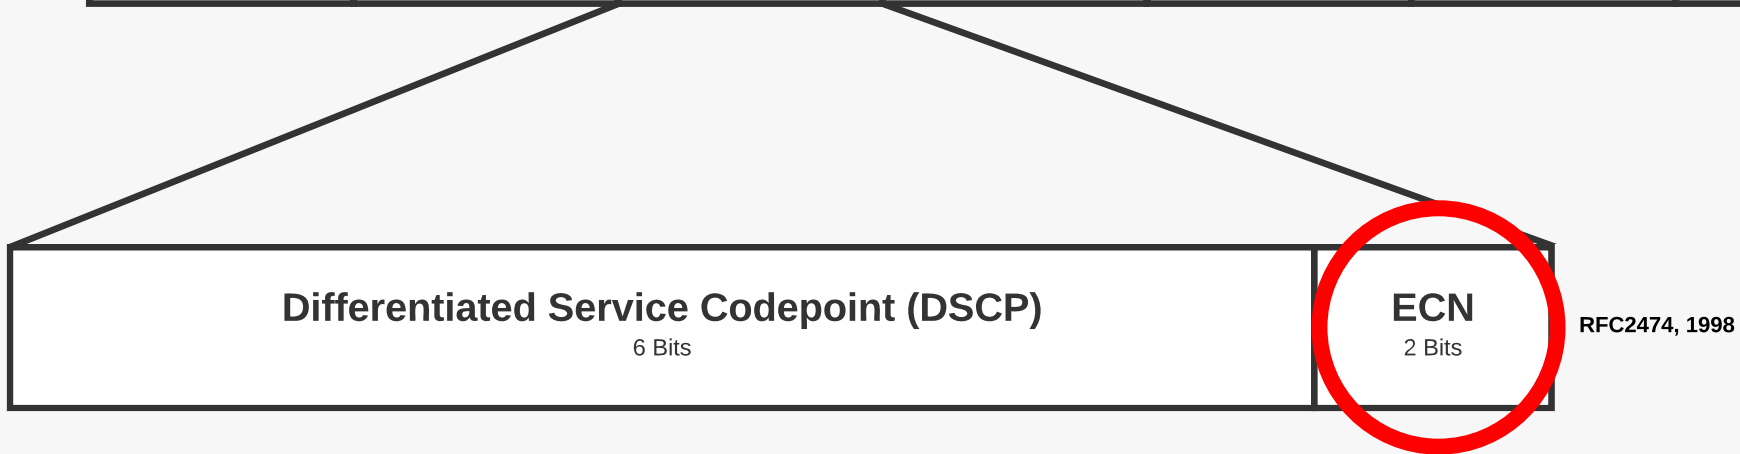 Differentiated Service Codepoint (DSCP)
6 Bits
ECN
2 Bits
RFC2474, 1998